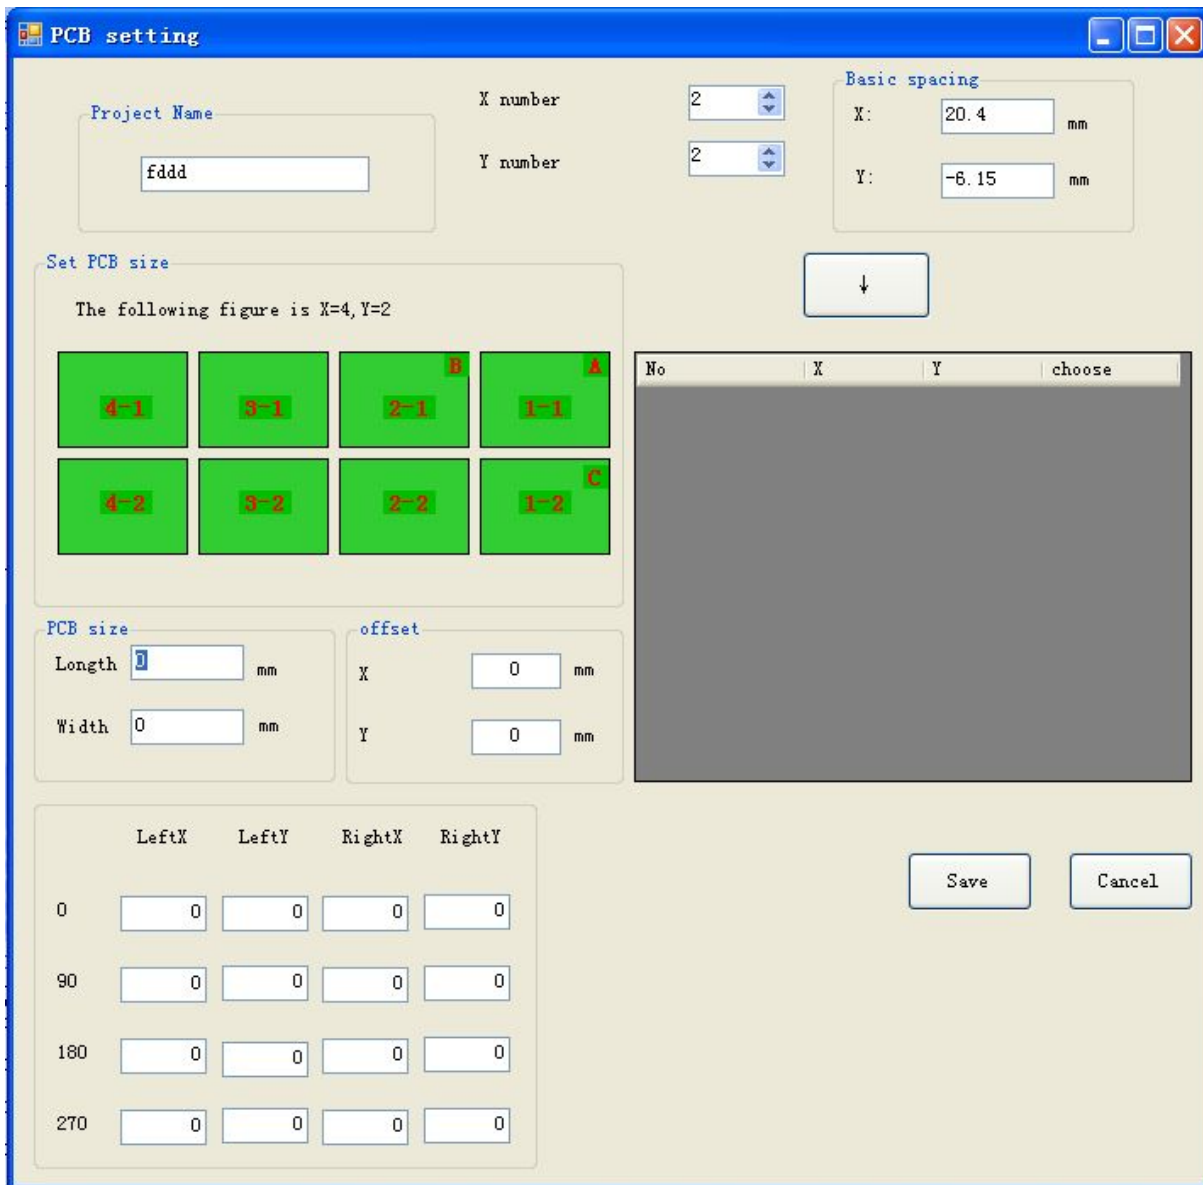 PCB setting
Project Name
fddd
X number 2
Y number 2
Basic spacing
X: 20.4 mm
Y: -6.15 mm
Set PCB size
The following figure is X=4,Y=2
↓
4-1 3-1 2-1 B 1-1 A
4-2 3-2 2-2 1-2 C
No X Y choose
PCB size
Longth 0 mm
Width 0 mm
offset
X 0 mm
Y 0 mm
LeftX LeftY RightX RightY
0 0 0 0 0
90 0 0 0 0
180 0 0 0 0
270 0 0 0 0
Save Cancel